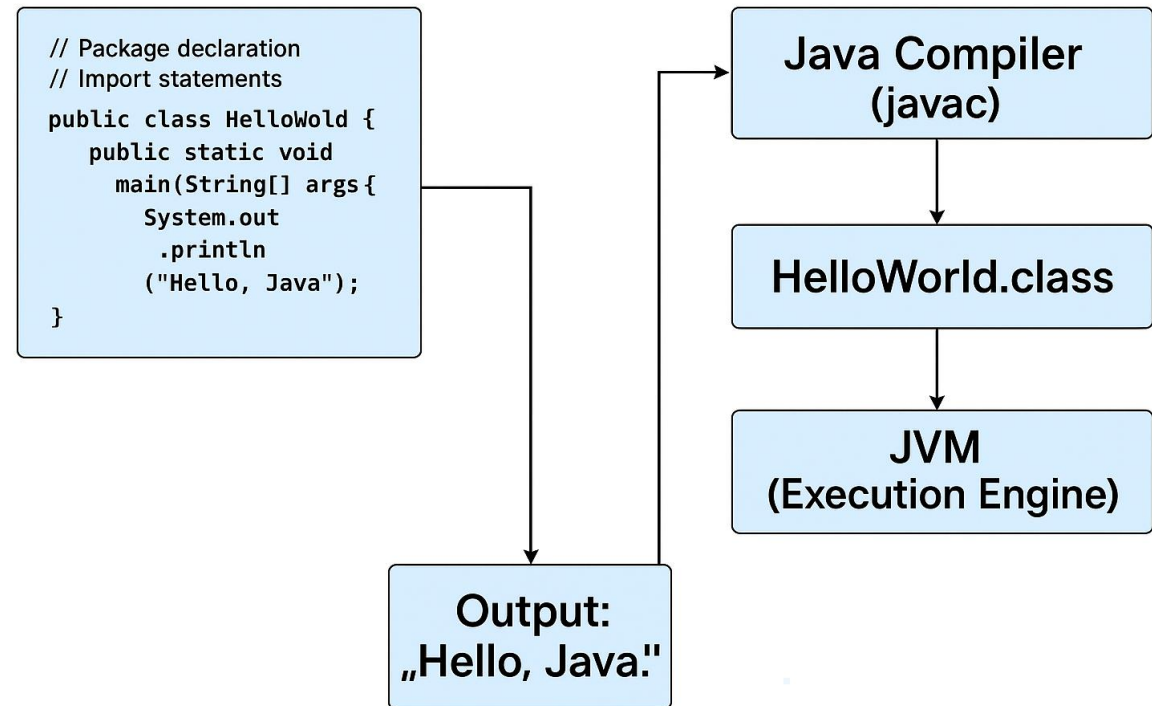 // Package declaration
// Import statements
public class HelloWold {
public static void
main(String[] args{
System.out
.println
("Hello, Java");
}
Output:
„Hello, Java."
Java Compiler
(javac)
HelloWorld.class
JVM
(Execution Engine)